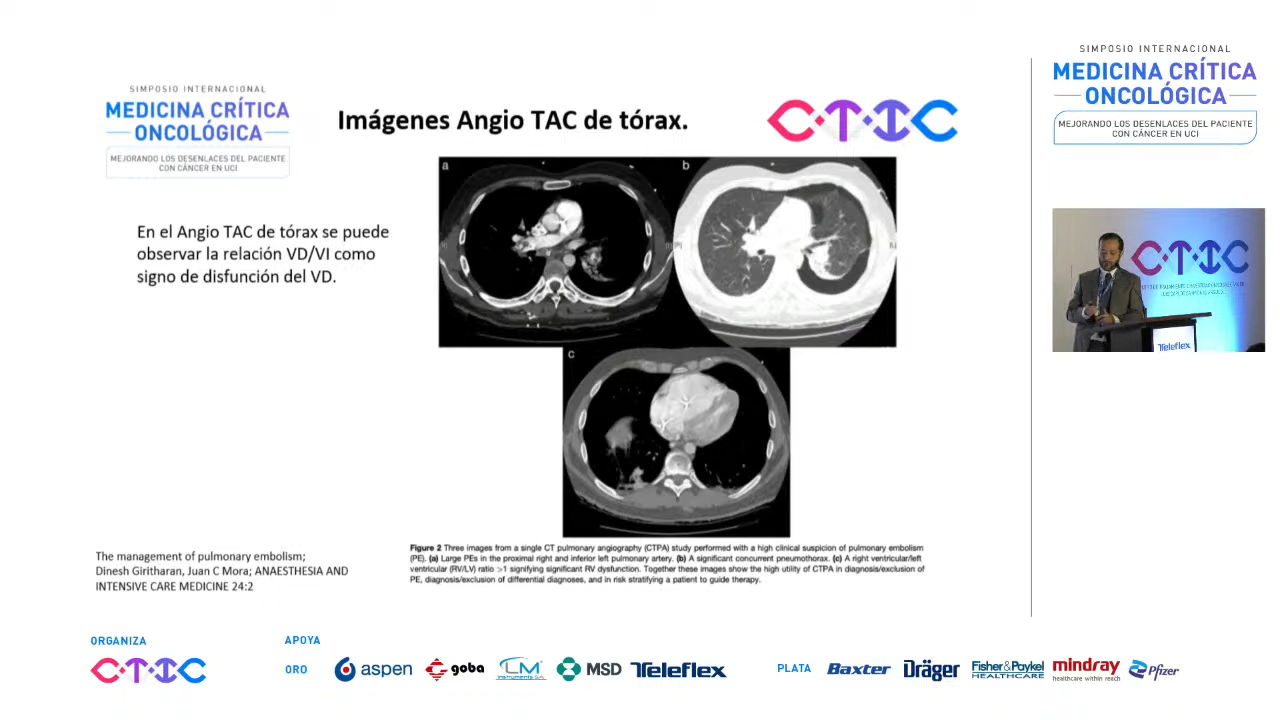 SIMPOSIO INTERNACIONAL
MEDICINA CRÍTICA
ONCOLÓGICA
MEJORANDO LOS DESENLACES DEL PACIENTE
CON CÁNCER EN UCI
Imágenes Angio TAC de tórax.
CTIC
En el Angio TAC de tórax se puede
observar la relación VD/VI como
signo de disfunción del VD.
a
b
c
The management of pulmonary embolism;
Dinesh Giritharan, Juan C Mora; ANAESTHESIA AND
INTENSIVE CARE MEDICINE 24:2
Figure 2 Three images from a single CT pulmonary angiography (CTPA) study performed with a high clinical suspicion of pulmonary embolism
(PE). (a) Large PEs in the proximal right and inferior left pulmonary artery. (b) A significant concurrent pneumothorax. (c) A right ventricular/left
ventricular (RV/LV) ratio >1 signifying significant RV dysfunction. Together these images show the high utility of CTPA in diagnosis/exclusion of
PE, diagnosis/exclusion of differential diagnoses, and in risk stratifying a patient to guide therapy.
SIMPOSIO INTERNACIONAL
MEDICINA CRÍTICA
ONCOLÓGICA
MEJORANDO LOS DESENLACES DEL PACIENTE
CON CÁNCER EN UCI
CTIC
Teleflex
ORGANIZA
CTIC
APOYA
ORO
aspen
goba
LM
instruments S.A.
MSD
Teleflex
PLATA
Baxter
Dräger
Fisher & Paykel
HEALTHCARE
mindray
healthcare within reach
Pfizer